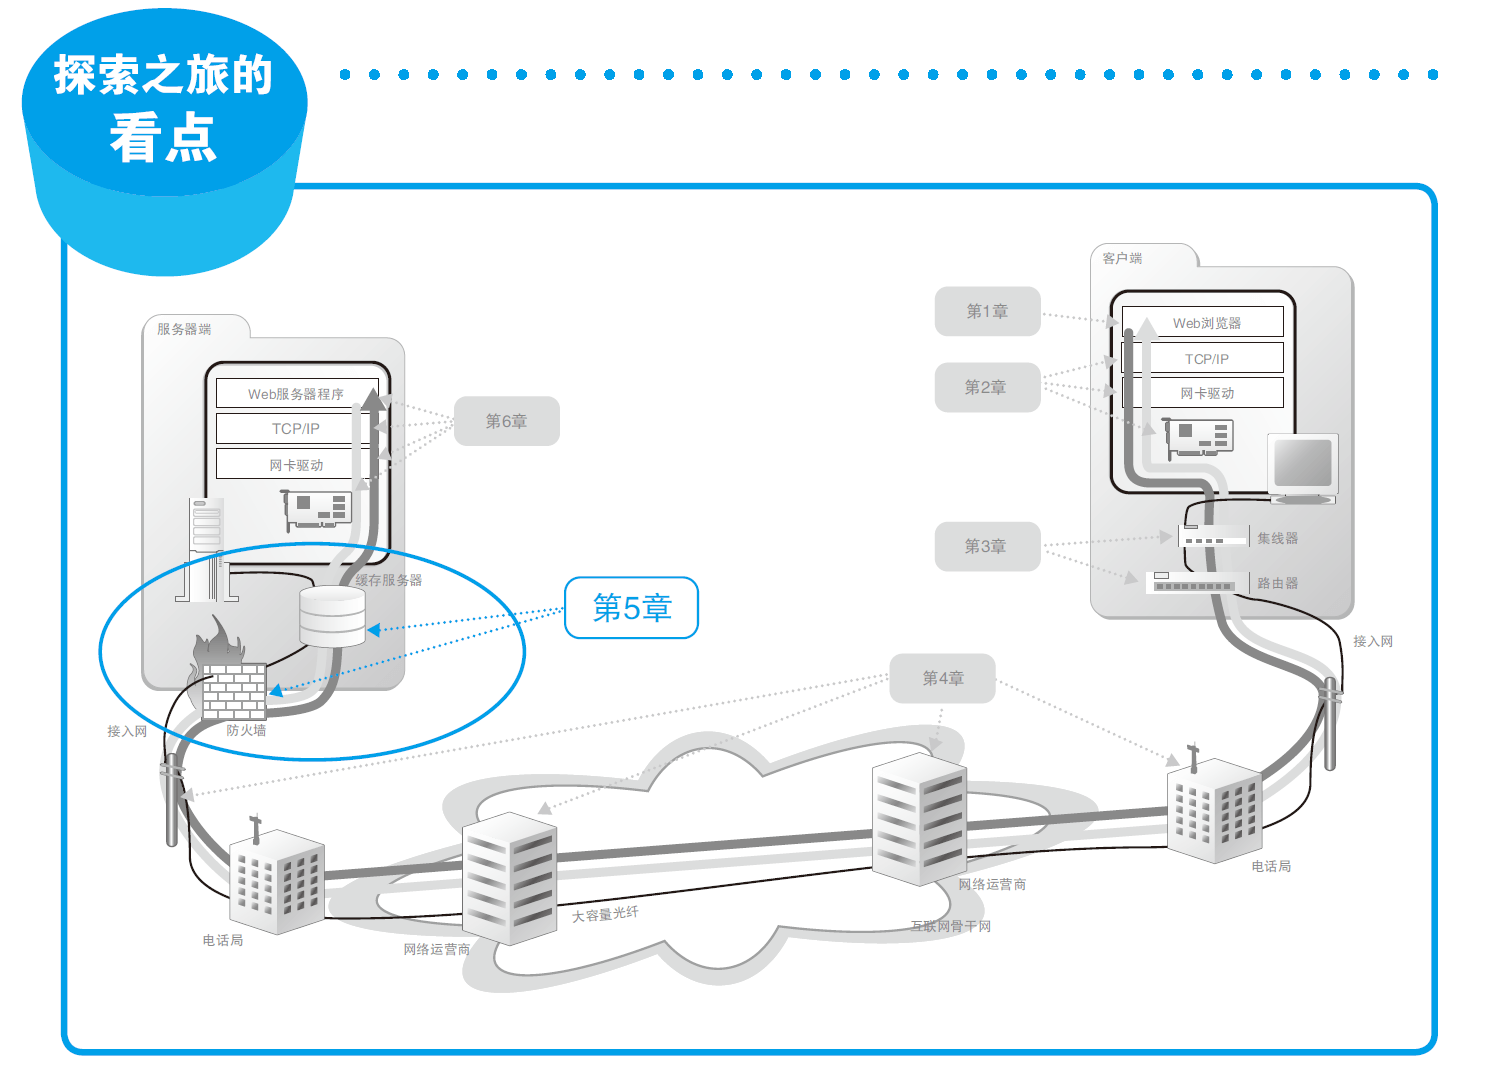 探索之旅的
看点
客户端
第1章
Web浏览器
服务器端
TCP/IP
第2章
网卡驱动
Web服务器程序
第6章
TCP/IP
网卡驱动
第3章
集线器
缓存服务器
路由器
第5章
接入网
第4章
接入网
防火墙
电话局
网络运营商
大容量光纤
互联网骨干网
电话局
网络运营商